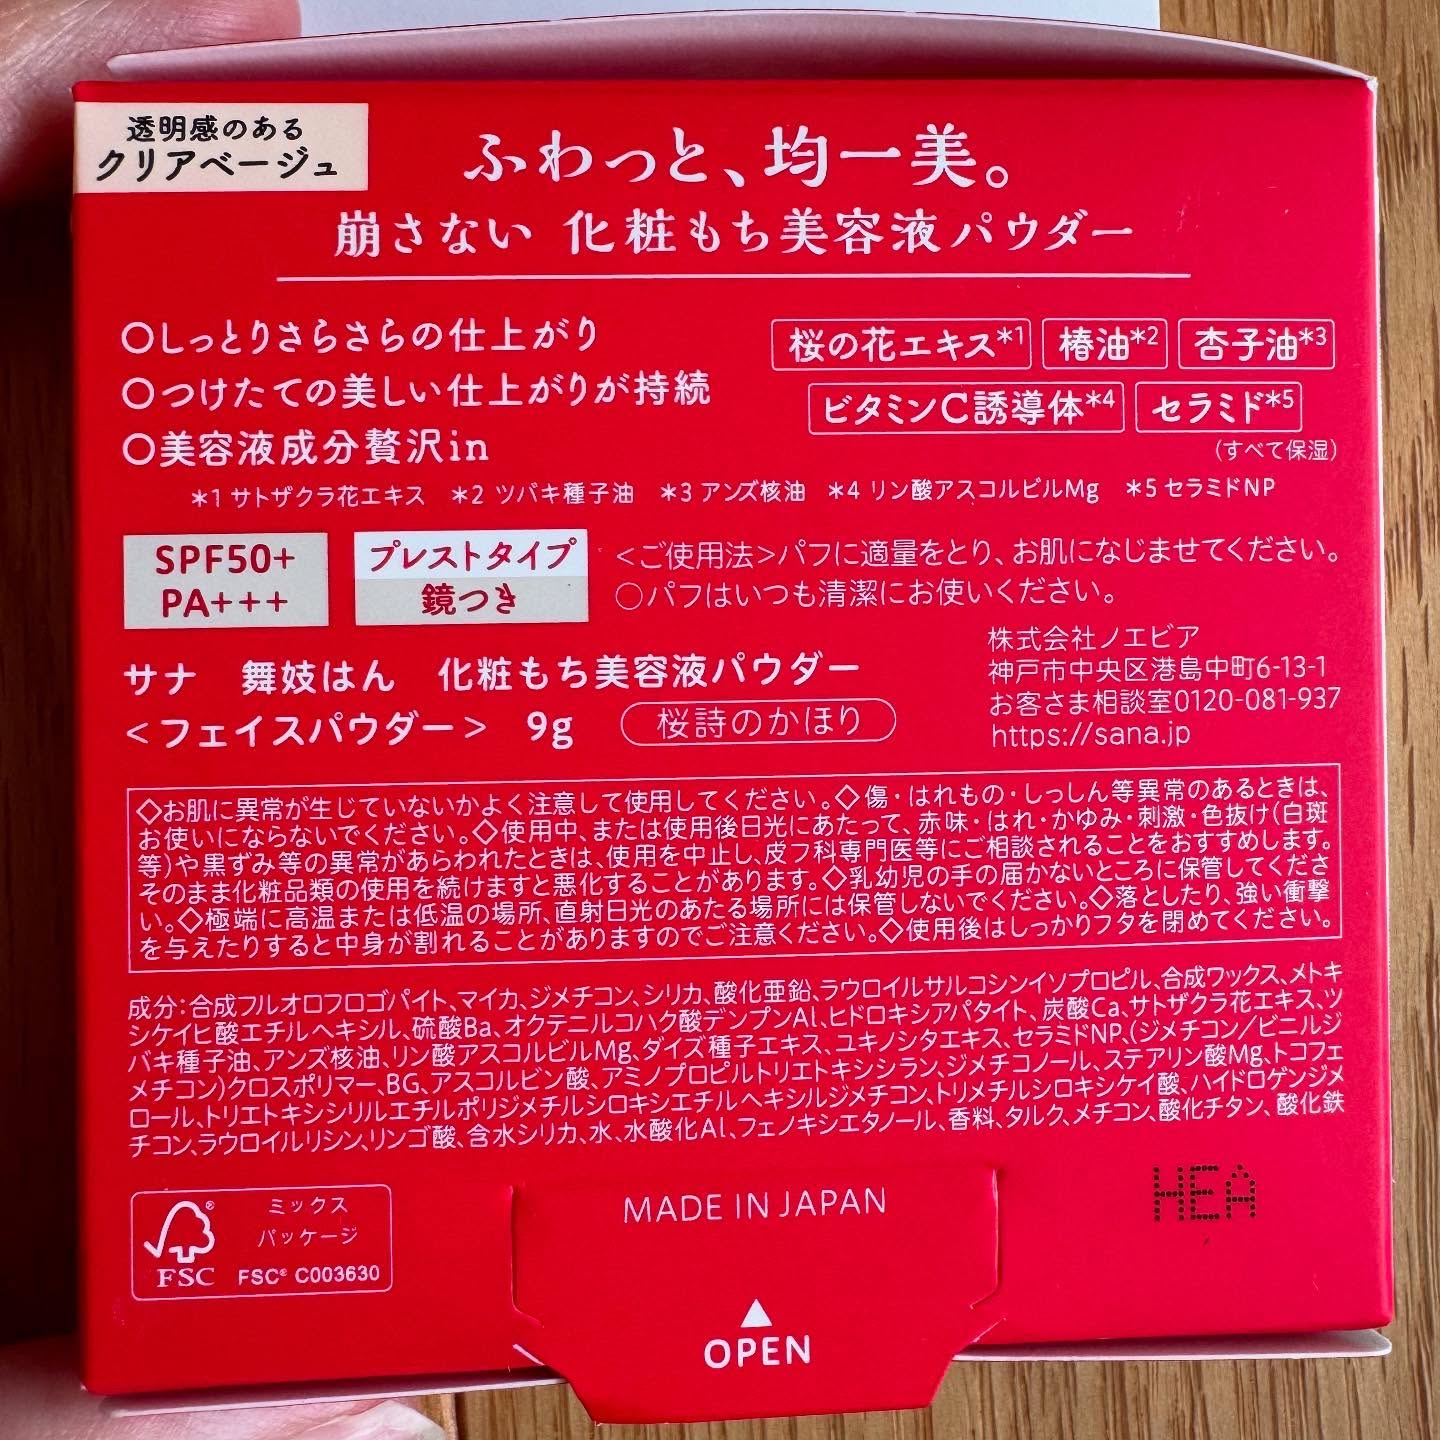 透明感のある
クリアベージュ
ふわっと、均一美。
崩さない 化粧もち美容液パウダー
○しっとりさらさらの仕上がり
○つけたての美しい仕上がりが持続
○美容液成分贅沢in
桜の花エキス*1 椿油*2 杏子油*3
ビタミンC誘導体*4 セラミド*5
(すべて保湿)
*1 サトザクラ花エキス *2 ツバキ種子油 *3 アンズ核油 *4 リン酸アスコルビルMg *5 セラミドNP
SPF50+
PA+++
プレストタイプ
鏡つき
<ご使用法>パフに適量をとり、お肌になじませてください。
○パフはいつも清潔にお使いください。
サナ 舞妓はん 化粧もち美容液パウダー
<フェイスパウダー> 9g 桜詩のかほり
株式会社ノエビア
神戸市中央区港島中町6-13-1
お客さま相談室0120-081-937
https://sana.jp
◇お肌に異常が生じていないかよく注意して使用してください。◇傷・はれもの・しっしん等異常のあるときは、
お使いにならないでください。◇使用中、または使用後日光にあたって、赤味・はれ・かゆみ・刺激・色抜け(白斑
等)や黒ずみ等の異常があらわれたときは、使用を中止し、皮フ科専門医等にご相談されることをおすすめします。
そのまま化粧品類の使用を続けますと悪化することがあります。◇乳幼児の手の届かないところに保管してくださ
い。◇極端に高温または低温の場所、直射日光のあたる場所には保管しないでください。◇落としたり、強い衝撃
を与えたりすると中身が割れることがありますのでご注意ください。◇使用後はしっかりフタを閉めてください。
成分:合成フルオロフロゴパイト、マイカ、ジメチコン、シリカ、酸化亜鉛、ラウロイルサルコシンイソプロピル、合成ワックス、メトキ
シケイヒ酸エチルヘキシル、硫酸Ba、オクテニルコハク酸デンプンAl、ヒドロキシアパタイト、炭酸Ca、サトザクラ花エキス、ツ
バキ種子油、アンズ核油、リン酸アスコルビルMg、ダイズ種子エキス、ユキノシタエキス、セラミドNP、(ジメチコン/ビニルジ
メチコン)クロスポリマー、BG、アスコルビン酸、アミノプロピルトリエトキシシラン、ジメチコノール、ステアリン酸Mg、トコフェ
ロール、トリエトキシシリルエチルポリジメチルシロキシエチルヘキシルジメチコン、トリメチルシロキシケイ酸、ハイドロゲンジメ
チコン、ラウロイルリシン、リンゴ酸、含水シリカ、水、水酸化Al、フェノキシエタノール、香料、タルク、メチコン、酸化チタン、酸化鉄
FSC®
ミックス
パッケージ
FSC® C003630
MADE IN JAPAN
HEA
▲
OPEN